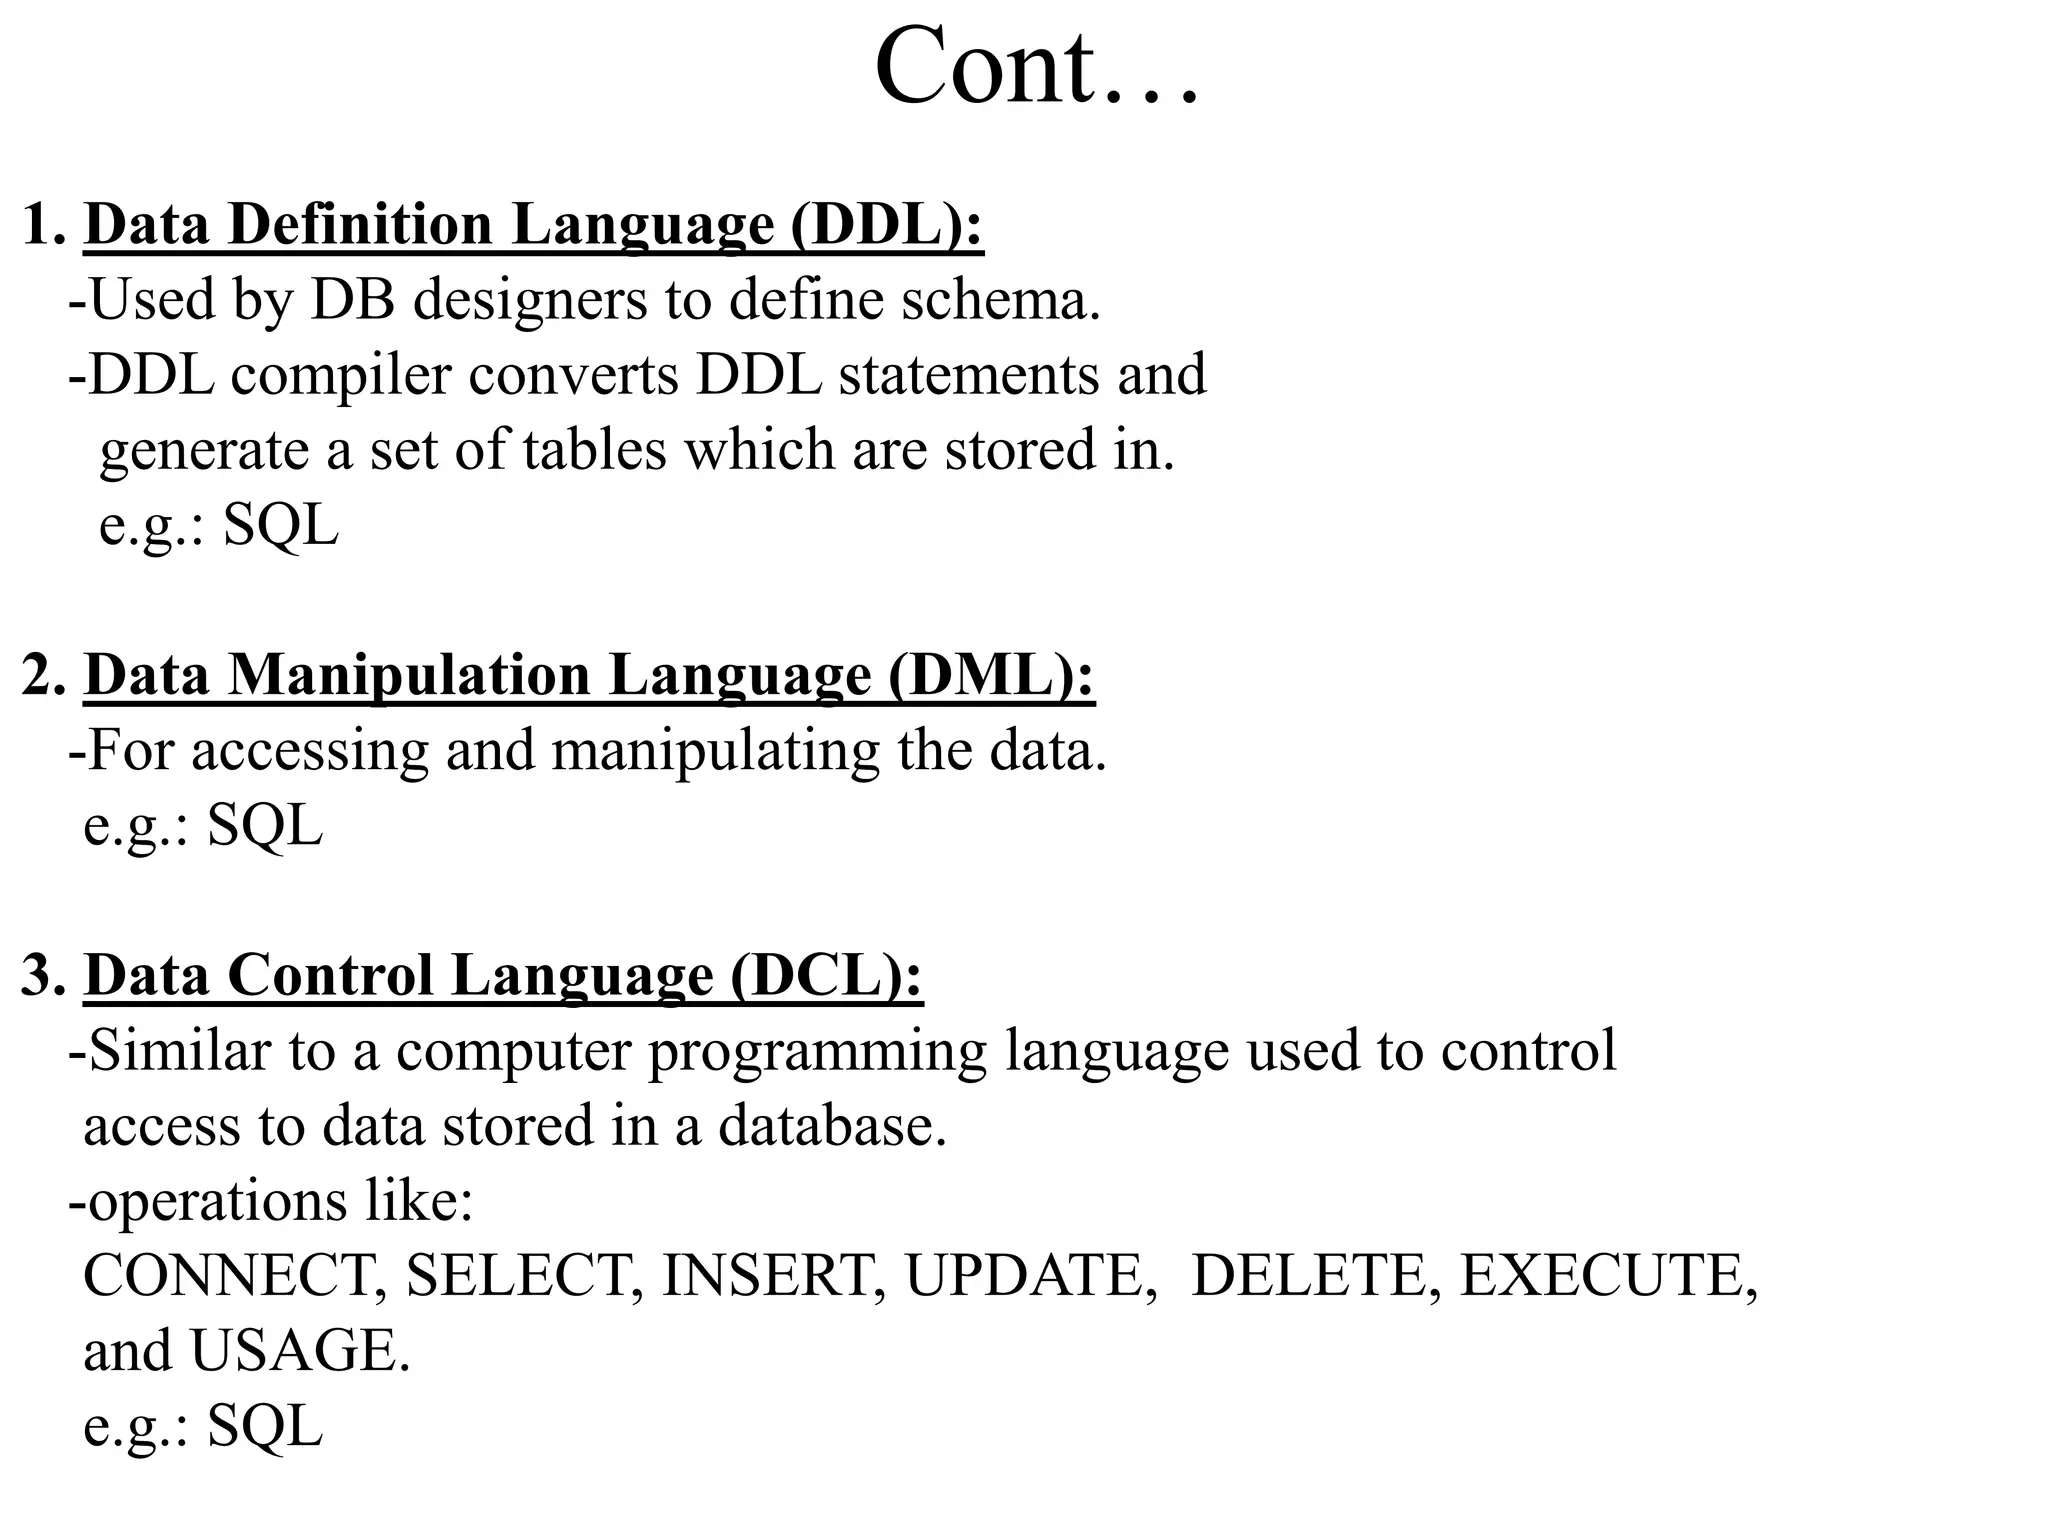 Cont…
1. Data Definition Language (DDL):
-Used by DB designers to define schema.
-DDL compiler converts DDL statements and
generate a set of tables which are stored in.
e.g.: SQL
2. Data Manipulation Language (DML):
-For accessing and manipulating the data.
e.g.: SQL
3. Data Control Language (DCL):
-Similar to a computer programming language used to control
access to data stored in a database.
-operations like:
CONNECT, SELECT, INSERT, UPDATE,  DELETE, EXECUTE,
and USAGE.
e.g.: SQL